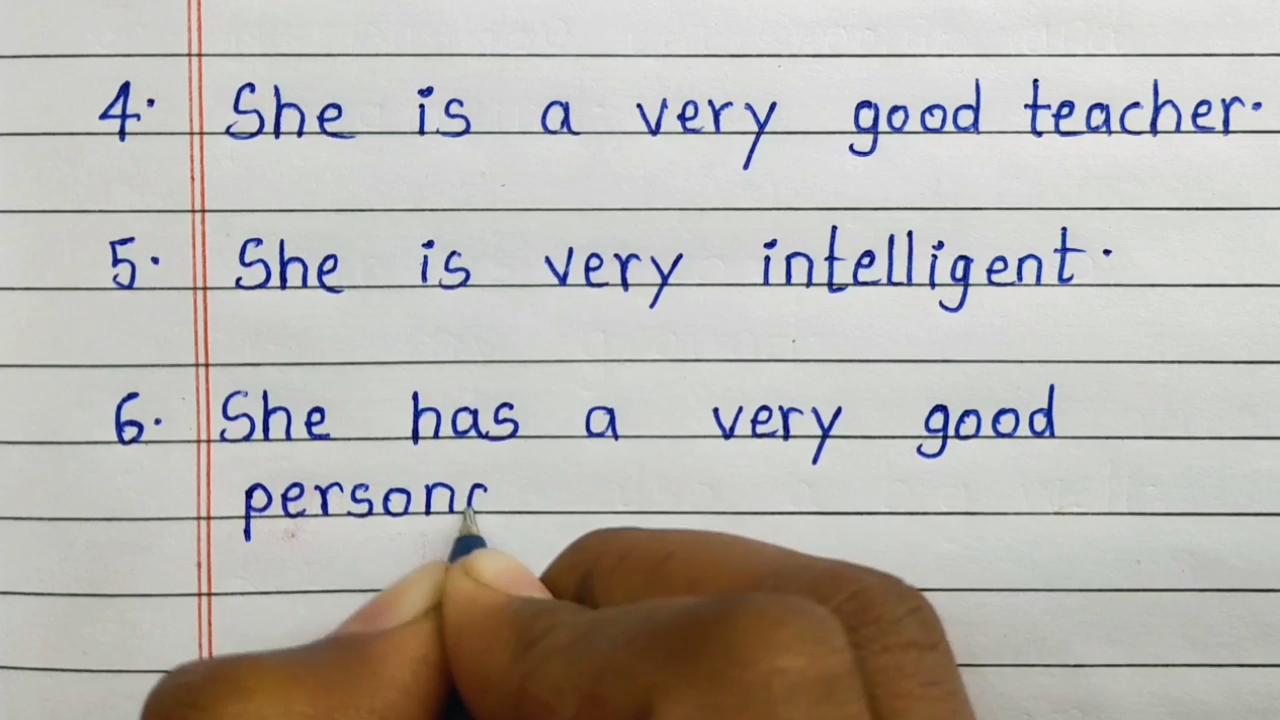 4. She is a very good teacher.
5. She is very intelligent.
6. She has a very good
person